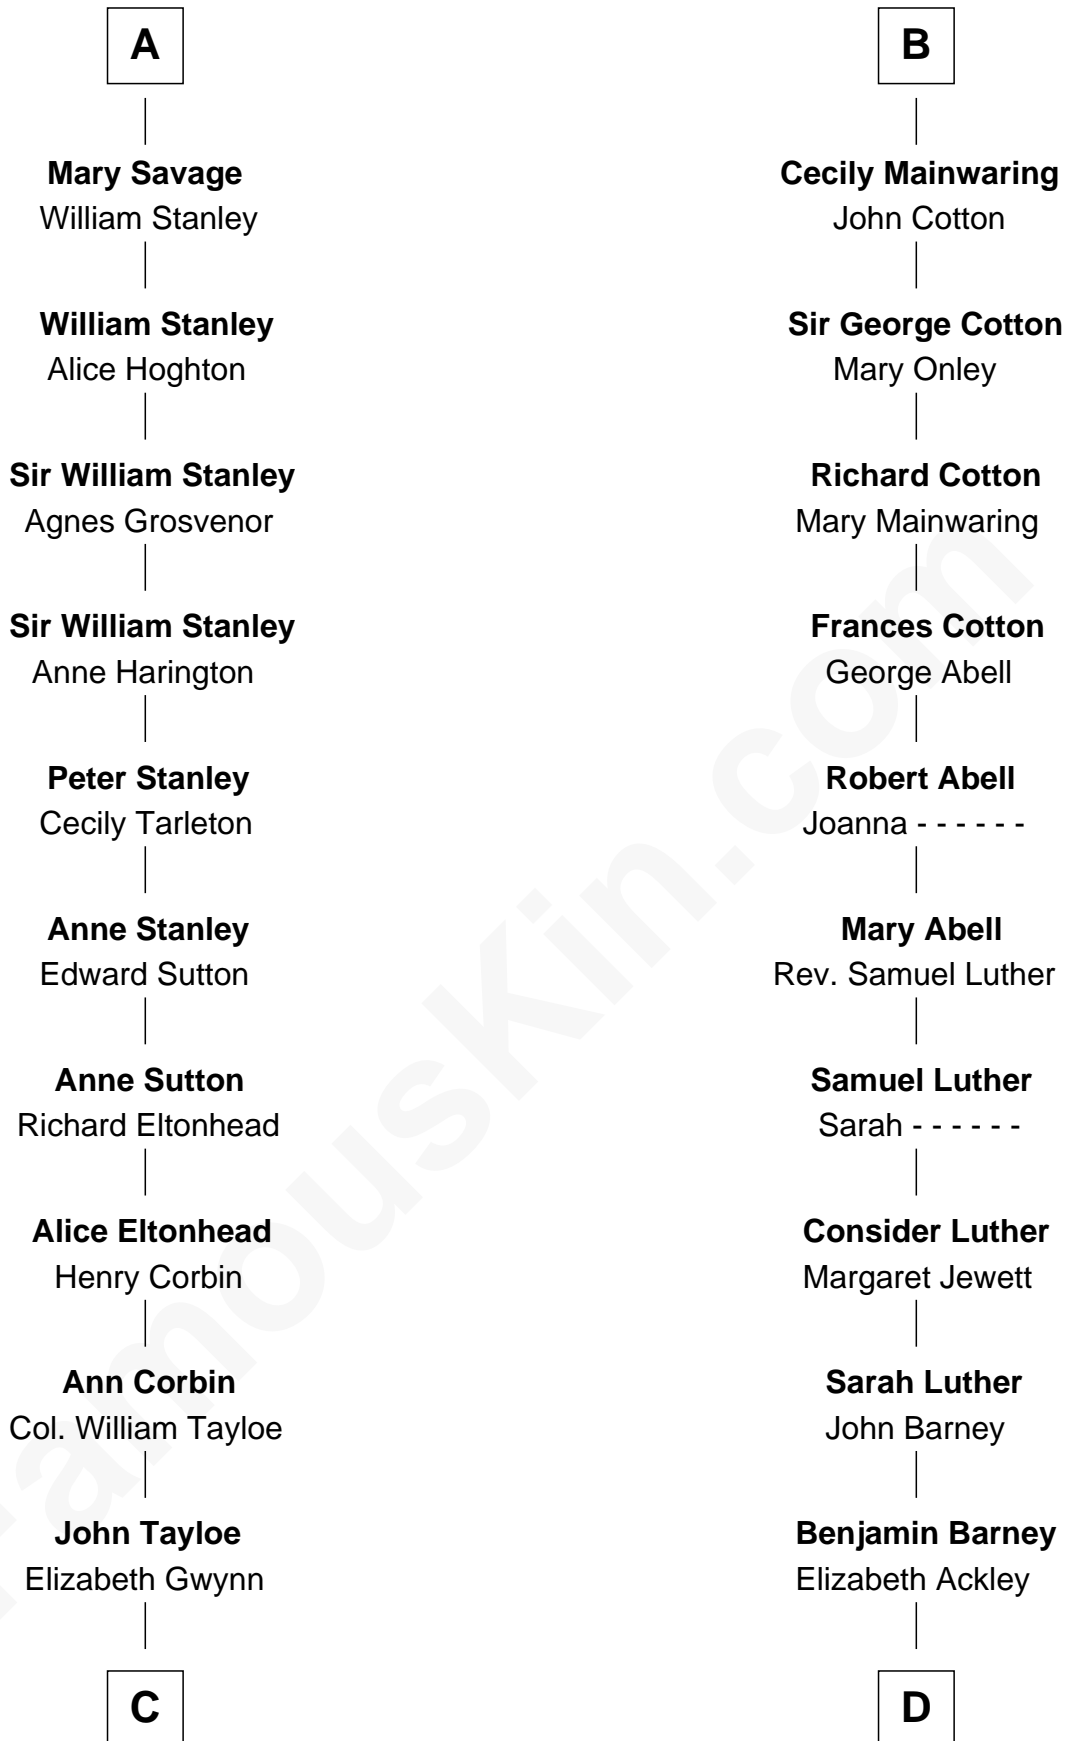 A
Mary Savage
William Stanley
William Stanley
Alice Hoghton
Sir William Stanley
Agnes Grosvenor
Sir William Stanley
Anne Harington
Peter Stanley
Cecily Tarleton
Anne Stanley
Edward Sutton
Anne Sutton
Richard Eltonhead
Alice Eltonhead
Henry Corbin
Ann Corbin
Col. William Tayloe
John Tayloe
Elizabeth Gwynn
C
B
Cecily Mainwaring
John Cotton
Sir George Cotton
Mary Onley
Richard Cotton
Mary Mainwaring
Frances Cotton
George Abell
Robert Abell
Joanna - - - - - -
Mary Abell
Rev. Samuel Luther
Samuel Luther
Sarah - - - - - -
Consider Luther
Margaret Jewett
Sarah Luther
John Barney
Benjamin Barney
Elizabeth Ackley
D
FamousKin.com